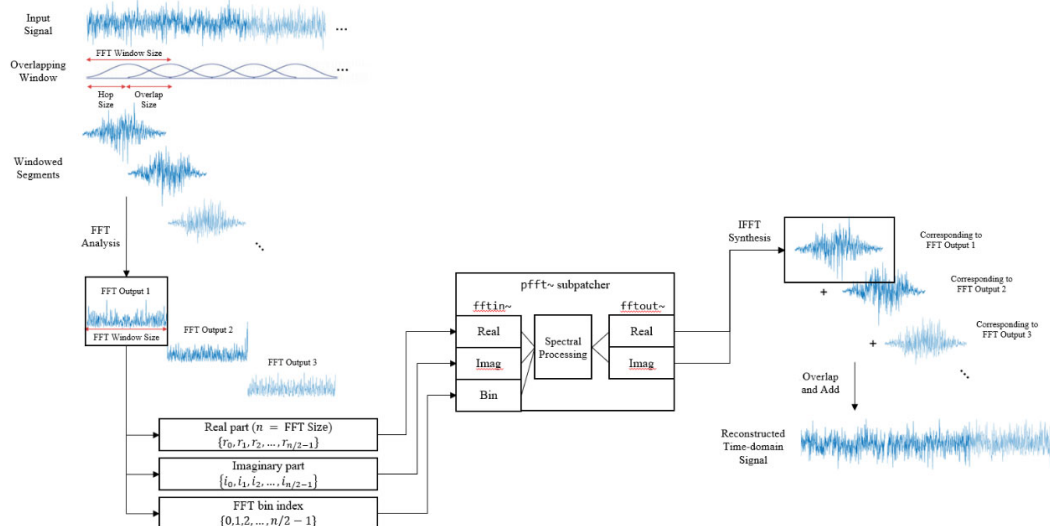 Input
Signal
...
FFT Window Size
Overlapping
Window
...
Hop
Size
Overlap
Size
Windowed
Segments
FFT
Analysis
FFT Output 1
FFT Window Size
FFT Output 2
FFT Output 3
Real part (n = FFT Size)
{r₀, r₁, r₂, ..., rₙ/₂₋₁}
Imaginary part
{i₀, i₁, i₂, ..., iₙ/₂₋₁}
FFT bin index
{0,1,2, ..., n/2 − 1}
pfft~ subpatcher
fftin~
fftout~
Real
Imag
Bin
Spectral
Processing
Real
Imag
IFFT
Synthesis
Corresponding to
FFT Output 1
+
Corresponding to
FFT Output 2
+
Corresponding to
FFT Output 3
Overlap
and Add
Reconstructed
Time-domain
Signal